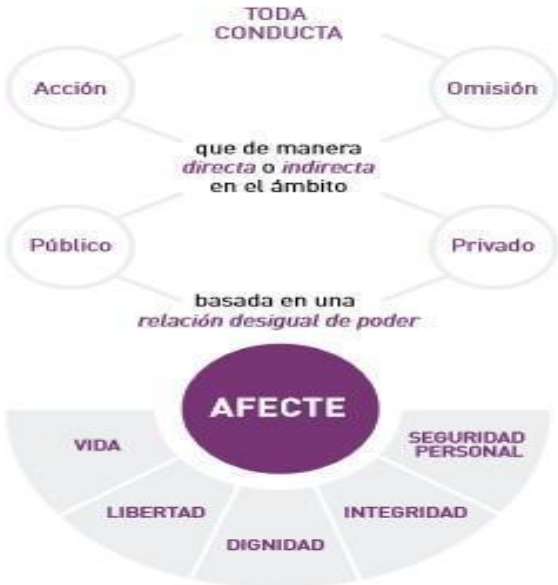 TODA
CONDUCTA
Acción
Omisión
que de manera
directa o indirecta
en el ámbito
Público
Privado
basada en una
relación desigual de poder
AFECTE
VIDA
LIBERTAD
DIGNIDAD
INTEGRIDAD
SEGURIDAD
PERSONAL